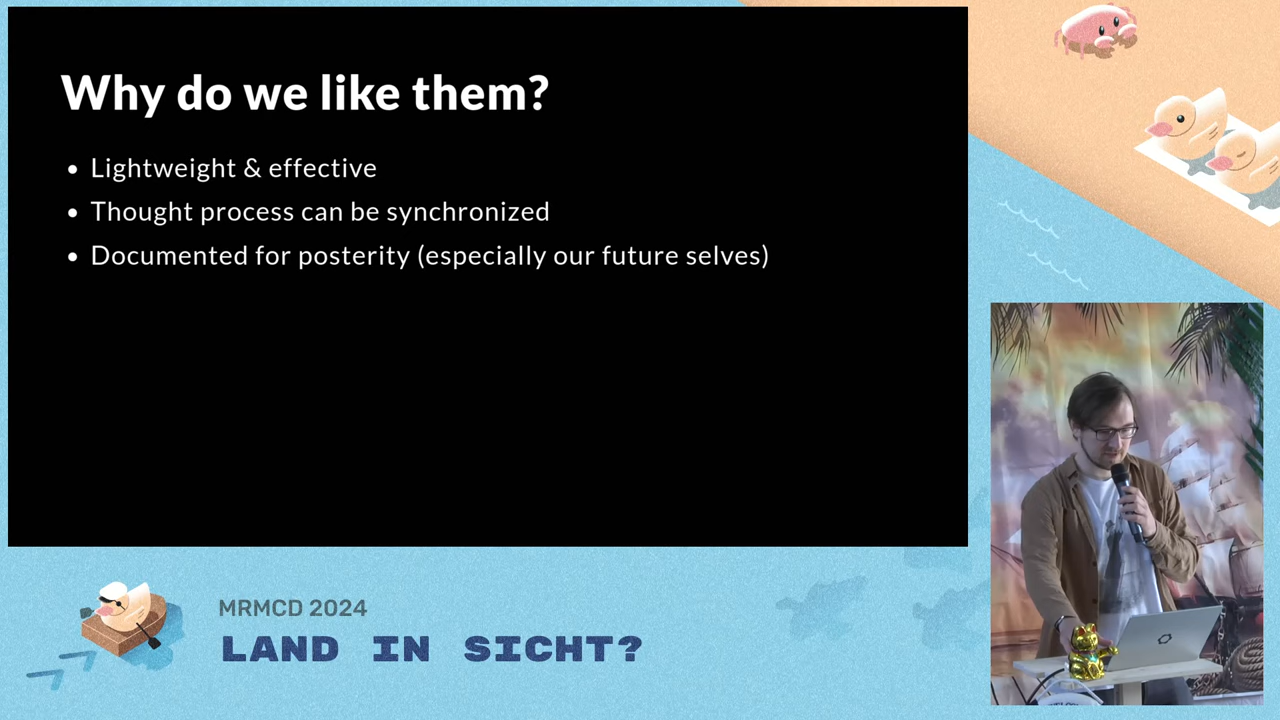 Why do we like them?
• Lightweight & effective
• Thought process can be synchronized
• Documented for posterity (especially our future selves)
MRMCD 2024
LAND IN SICHT?